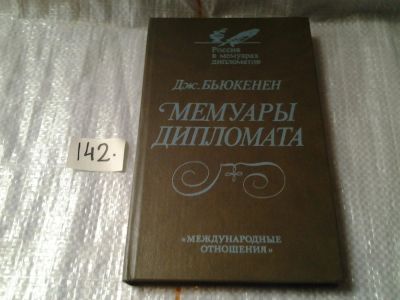 Россия
в мемуарах
дипломатов
Дж. БЬЮКЕНЕН
МЕМУАРЫ
ДИПЛОМАТА
142.
«МЕЖДУНАРОДНЫЕ
ОТНОШЕНИЯ»